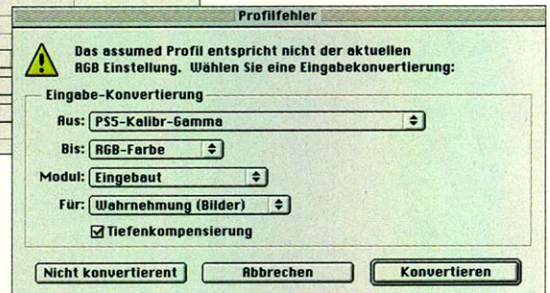 Profilfehler
Das assumed Profil entspricht nicht der aktuellen
RGB Einstellung. Wählen Sie eine Eingabekonvertierung:
Eingabe-Konvertierung
Aus: PS5-Kalibr-Gamma
Bis: RGB-Farbe
Modul: Eingebaut
Für: Wahrnehmung (Bilder)
Tiefenkompensierung
Nicht konvertierent
Abbrechen
Konvertieren